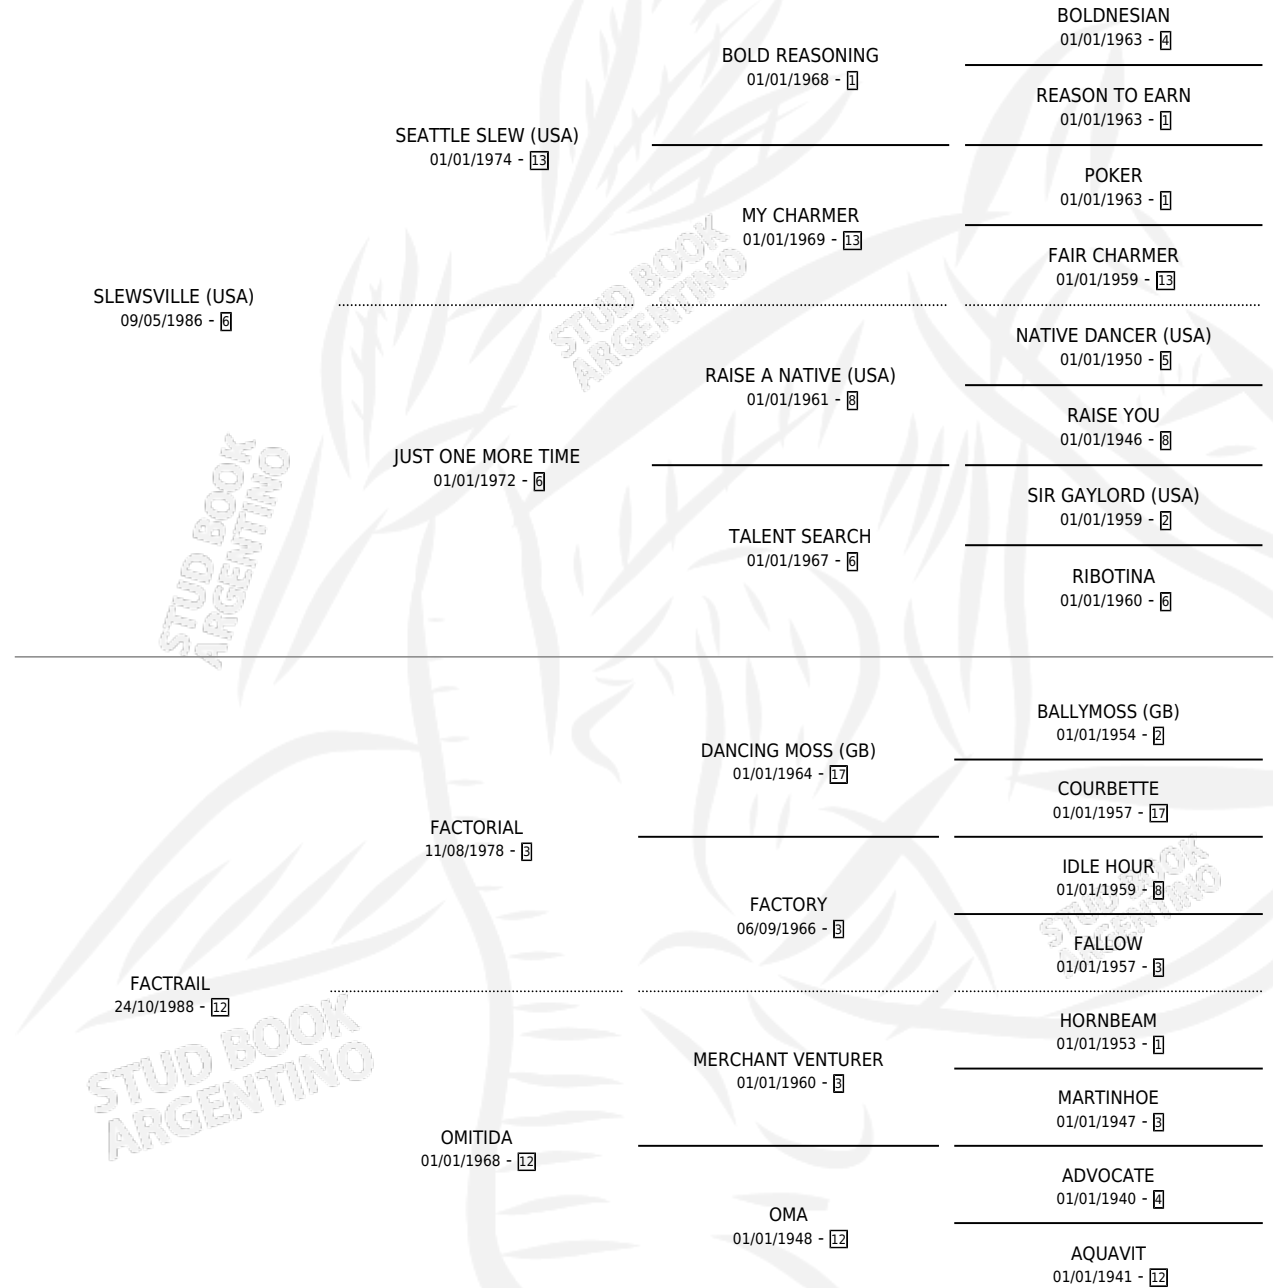 BOLDNESIAN
01/01/1963 - 4
BOLD REASONING
01/01/1968 - 1
REASON TO EARN
01/01/1963 - 1
SEATTLE SLEW (USA)
01/01/1974 - 13
POKER
01/01/1963 - 1
MY CHARMER
01/01/1969 - 13
FAIR CHARMER
01/01/1959 - 13
SLEWSVILLE (USA)
09/05/1986 - 6
STUD BOOK
ARGENTINO
NATIVE DANCER (USA)
01/01/1950 - 5
RAISE A NATIVE (USA)
01/01/1961 - 8
RAISE YOU
01/01/1946 - 8
JUST ONE MORE TIME
01/01/1972 - 6
SIR GAYLORD (USA)
01/01/1959 - 2
TALENT SEARCH
01/01/1967 - 6
RIBOTINA
01/01/1960 - 6
STUD BOOK
ARGENTINO
BALLYMOSS (GB)
01/01/1954 - 2
DANCING MOSS (GB)
01/01/1964 - 17
COURBETTE
01/01/1957 - 17
FACTORIAL
11/08/1978 - 3
IDLE HOUR
01/01/1959 - 8
FACTORY
06/09/1966 - 3
FALLOW
01/01/1957 - 3
STUD BOOK
ARGENTINO
FACTRAIL
24/10/1988 - 12
HORNBEAM
01/01/1953 - 1
MERCHANT VENTURER
01/01/1960 - 3
MARTINHOE
01/01/1947 - 3
STUD BOOK
ARGENTINO
OMITIDA
01/01/1968 - 12
ADVOCATE
01/01/1940 - 4
OMA
01/01/1948 - 12
AQUAVIT
01/01/1941 - 12